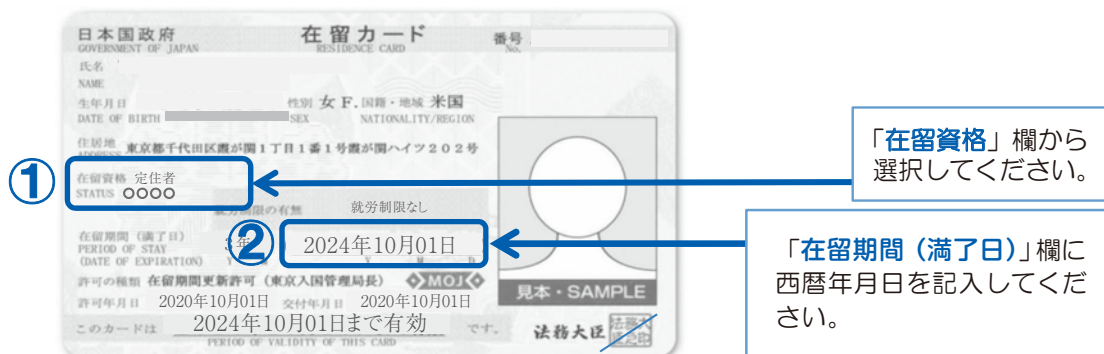 日本国政府 在留カード 番号
GOVERNMENT OF JAPAN RESIDENCE CARD No.
氏名
NAME
生年月日 性別 女 F. 国籍・地域 米国
DATE OF BIRTH SEX NATIONALITY/REGION
住居地 東京都千代田区霞が関1丁目1番1号霞が関ハイツ202号
ADDRESS
① 在留資格 定住者
STATUS 〇〇〇〇
就労制限の有無 就労制限なし
在留期間(満了日) 3年 ② 2024年10月01日
PERIOD OF STAY
(DATE OF EXPIRATION) Y M Y M D
許可の種類 在留期間更新許可(東京入国管理局長) MOJ
許可年月日 2020年10月01日 交付年月日 2020年10月01日
このカードは 2024年10月01日まで有効 です。
PERIOD OF VALIDITY OF THIS CARD
見本・SAMPLE
法務大臣
「在留資格」欄から
選択してください。
「在留期間(満了日)」欄に
西暦年月日を記入してくだ
さい。